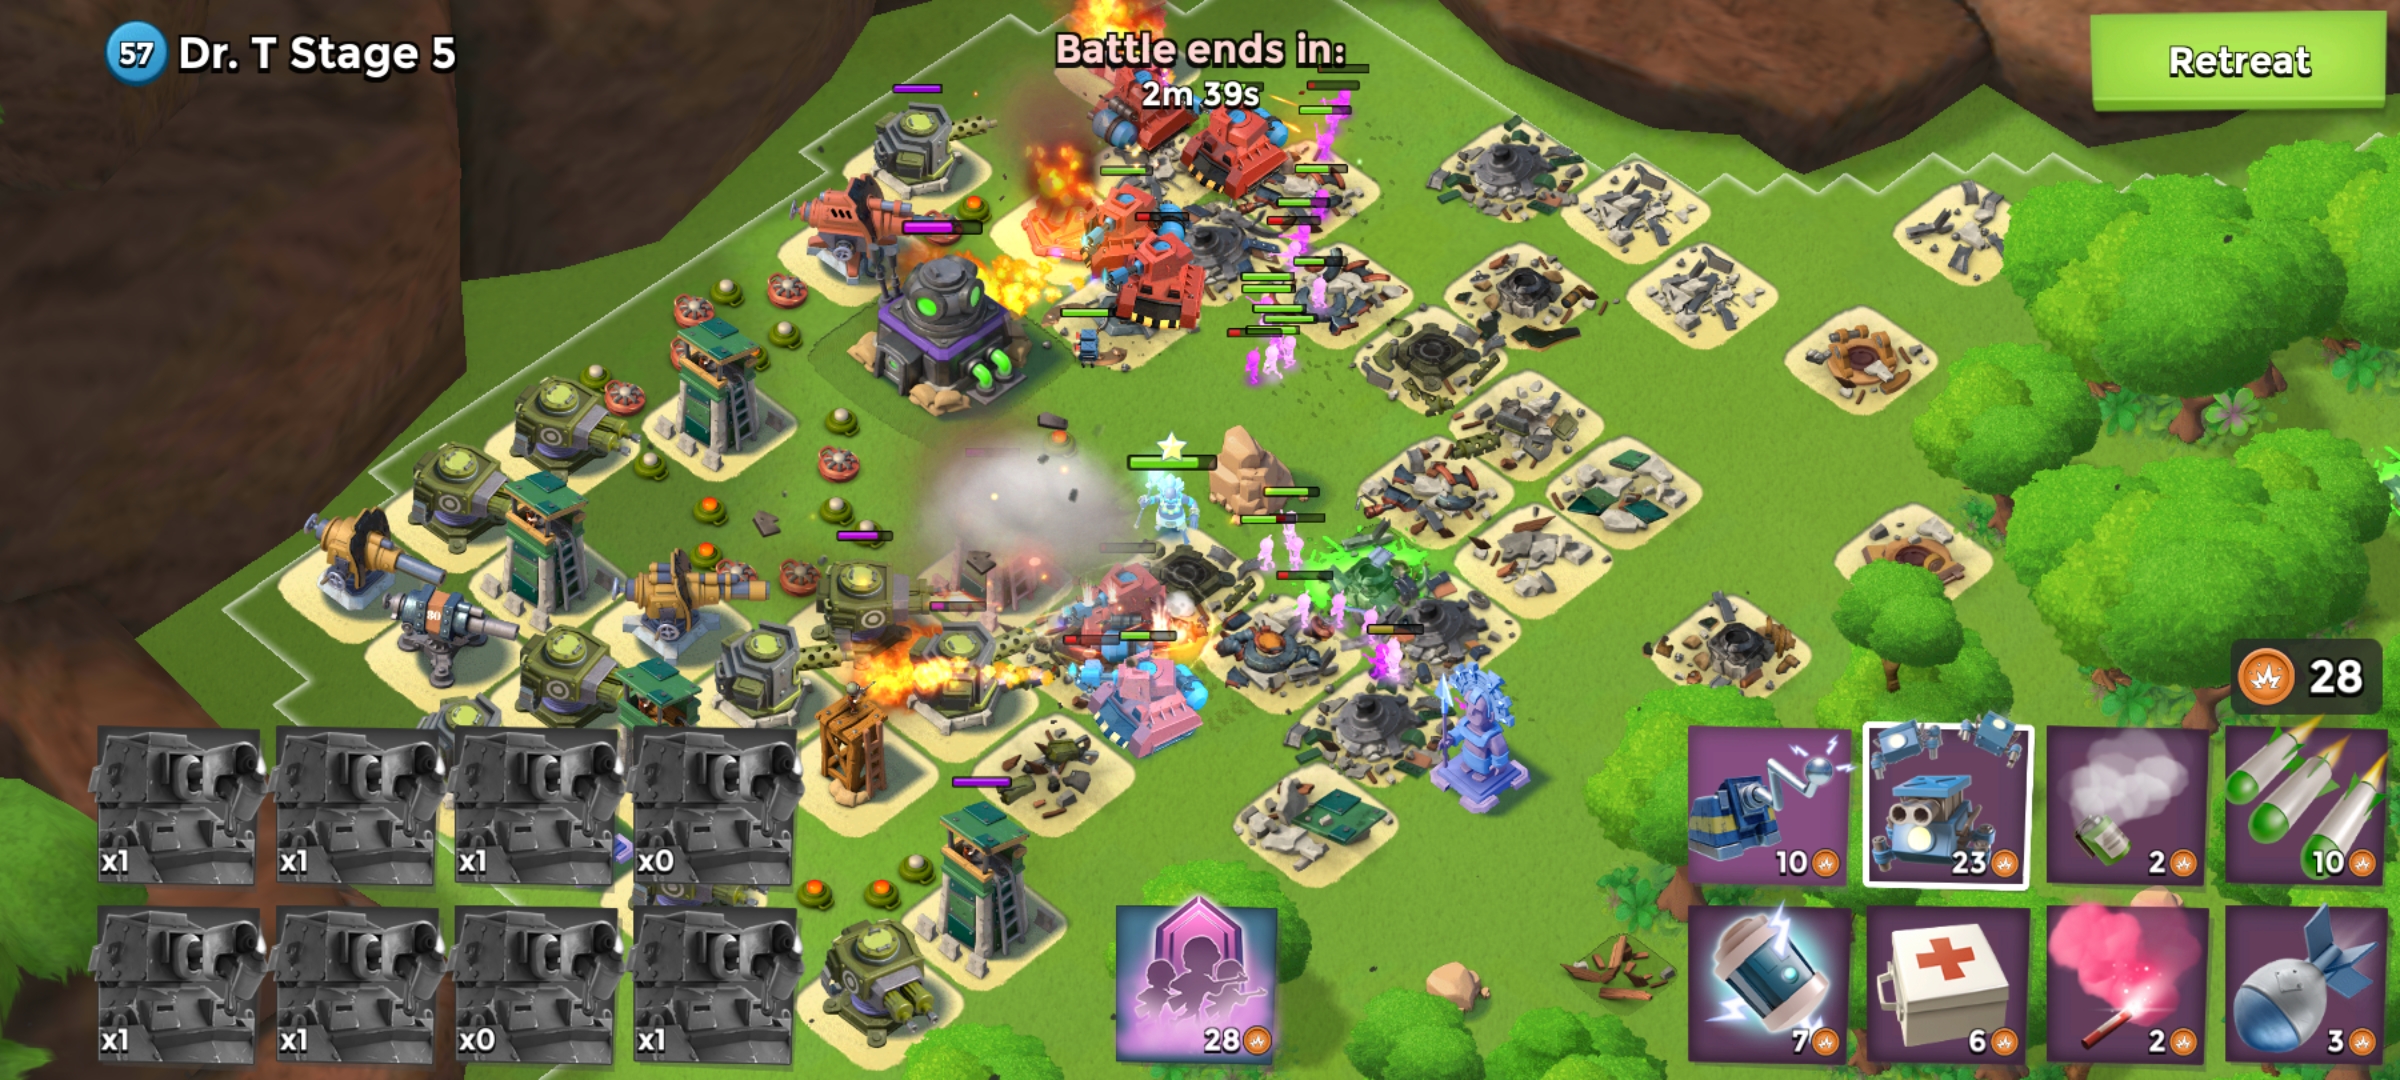 57 Dr. T Stage 5
Battle ends in:
2m 39s
Retreat
28
x1 x1 x1 x0
10 23 2 10
x1 x1 x0 x1
28
7 6 2 3